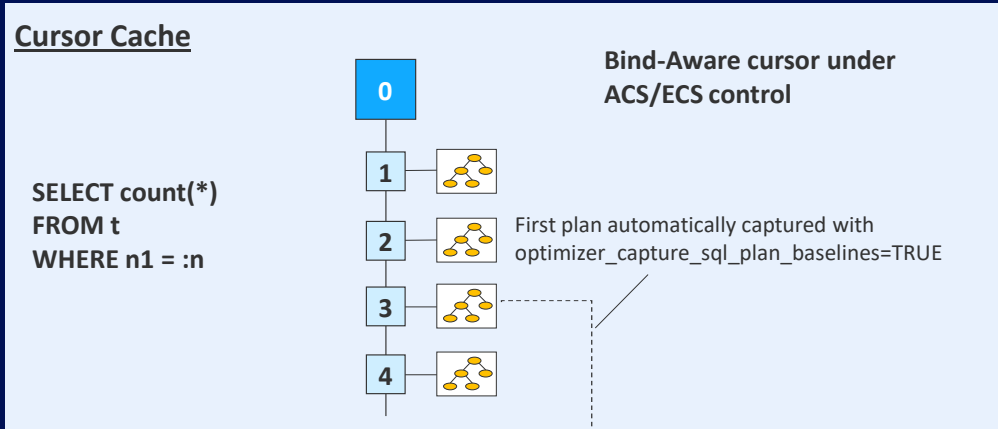 Cursor Cache
Bind-Aware cursor under
ACS/ECS control
0
1
SELECT count(*)
FROM t
WHERE n1 = :n
2
First plan automatically captured with
optimizer_capture_sql_plan_baselines=TRUE
3
4